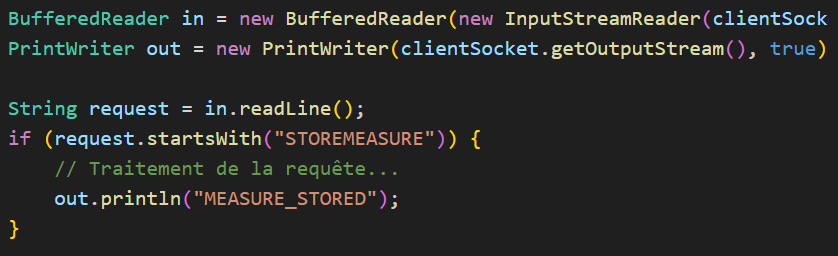 BufferedReader in = new BufferedReader(new InputStreamReader(clientSock
PrintWriter out = new PrintWriter(clientSocket.getOutputStream(), true)
String request = in.readLine();
if (request.startsWith("STOREMEASURE")) {
// Traitement de la requête...
out.println("MEASURE_STORED");
}